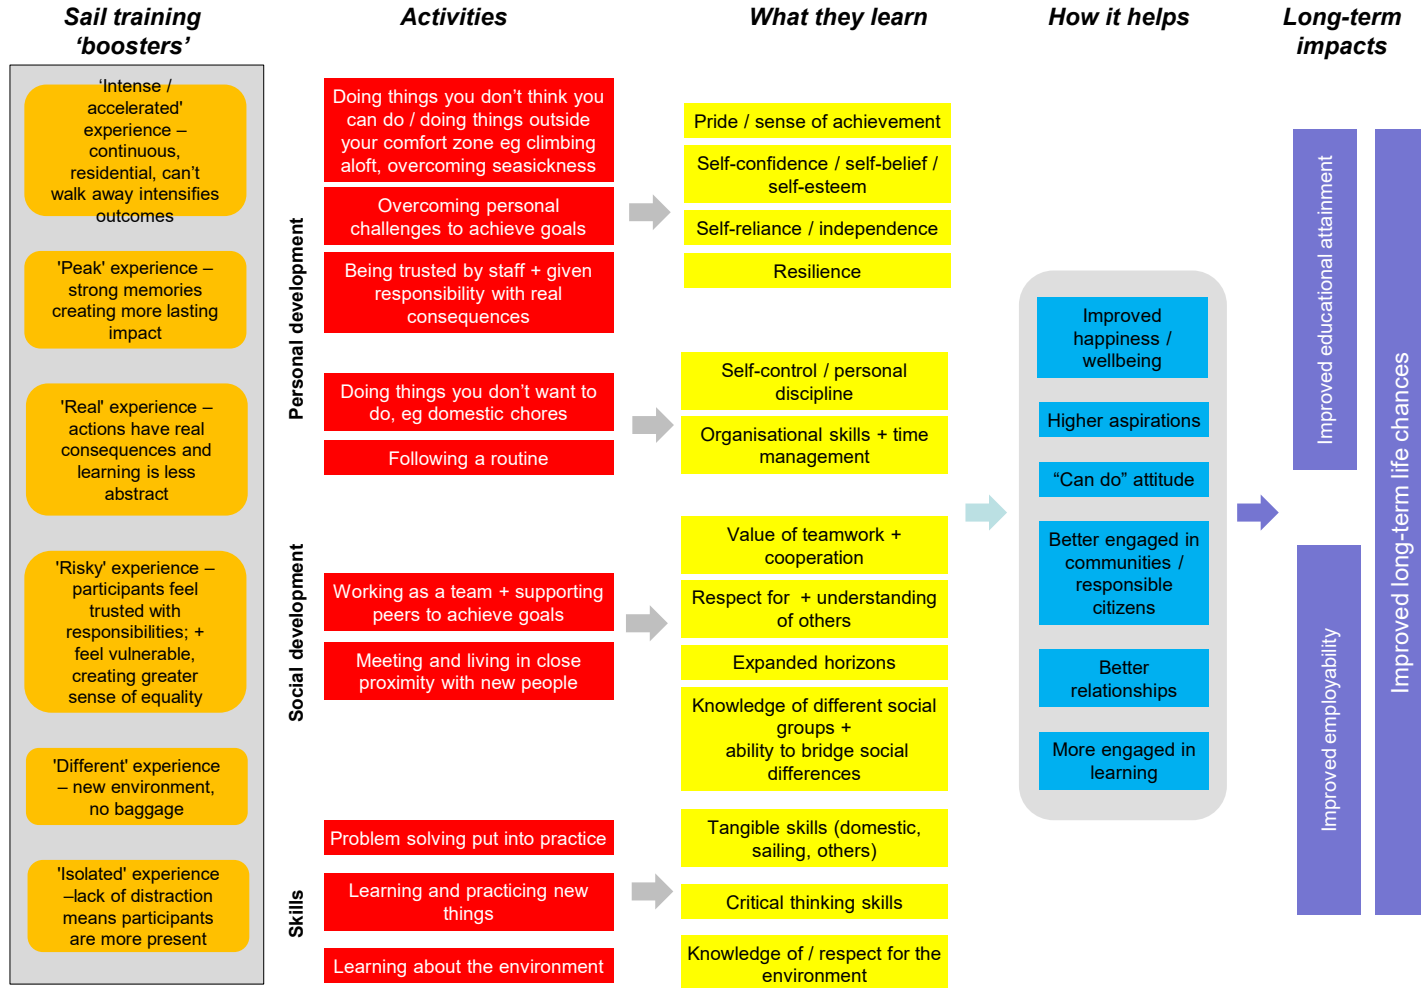 Sail training
‘boosters’
Activities
What they learn
How it helps
Long-term
impacts
‘Intense /
accelerated'
experience –
continuous,
residential, can’t
walk away intensifies
outcomes
'Peak' experience –
strong memories
creating more lasting
impact
'Real' experience –
actions have real
consequences and
learning is less
abstract
'Risky' experience –
participants feel
trusted with
responsibilities; +
feel vulnerable,
creating greater
sense of equality
'Different' experience
– new environment,
no baggage
'Isolated' experience
–lack of distraction
means participants
are more present
Personal development
Doing things you don’t think you
can do / doing things outside
your comfort zone eg climbing
aloft, overcoming seasickness
Overcoming personal
challenges to achieve goals
Being trusted by staff + given
responsibility with real
consequences
Doing things you don’t want to
do, eg domestic chores
Following a routine
Social development
Working as a team + supporting
peers to achieve goals
Meeting and living in close
proximity with new people
Skills
Problem solving put into practice
Learning and practicing new
things
Learning about the environment
Pride / sense of achievement
Self-confidence / self-belief /
self-esteem
Self-reliance / independence
Resilience
Self-control / personal
discipline
Organisational skills + time
management
Value of teamwork +
cooperation
Respect for  + understanding
of others
Expanded horizons
Knowledge of different social
groups +
ability to bridge social
differences
Tangible skills (domestic,
sailing, others)
Critical thinking skills
Knowledge of / respect for the
environment
Improved
happiness /
wellbeing
Higher aspirations
“Can do” attitude
Better engaged in
communities /
responsible
citizens
Better
relationships
More engaged in
learning
Improved educational attainment
Improved employability
Improved long-term life chances